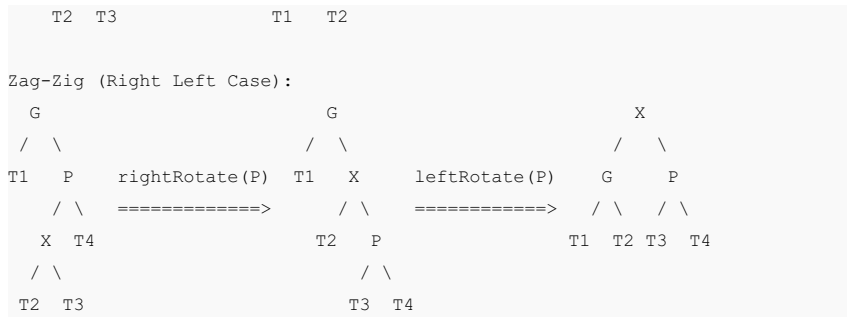 T2  T3                 T1   T2
Zag-Zig (Right Left Case):
  G                          G                           X
 /  \                       /  \                       /   \
T1   P     rightRotate(P)  T1   X      leftRotate(P)   G     P
    / \    =============>      / \     ============>  / \   / \
   X  T4                      T2  P                 T1  T2 T3  T4
  / \                            / \
 T2  T3                         T3  T4